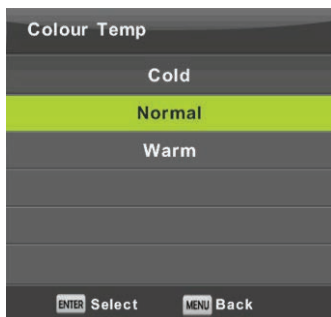 Colour Temp
Cold
Normal
Warm
ENTER Select MENU Back